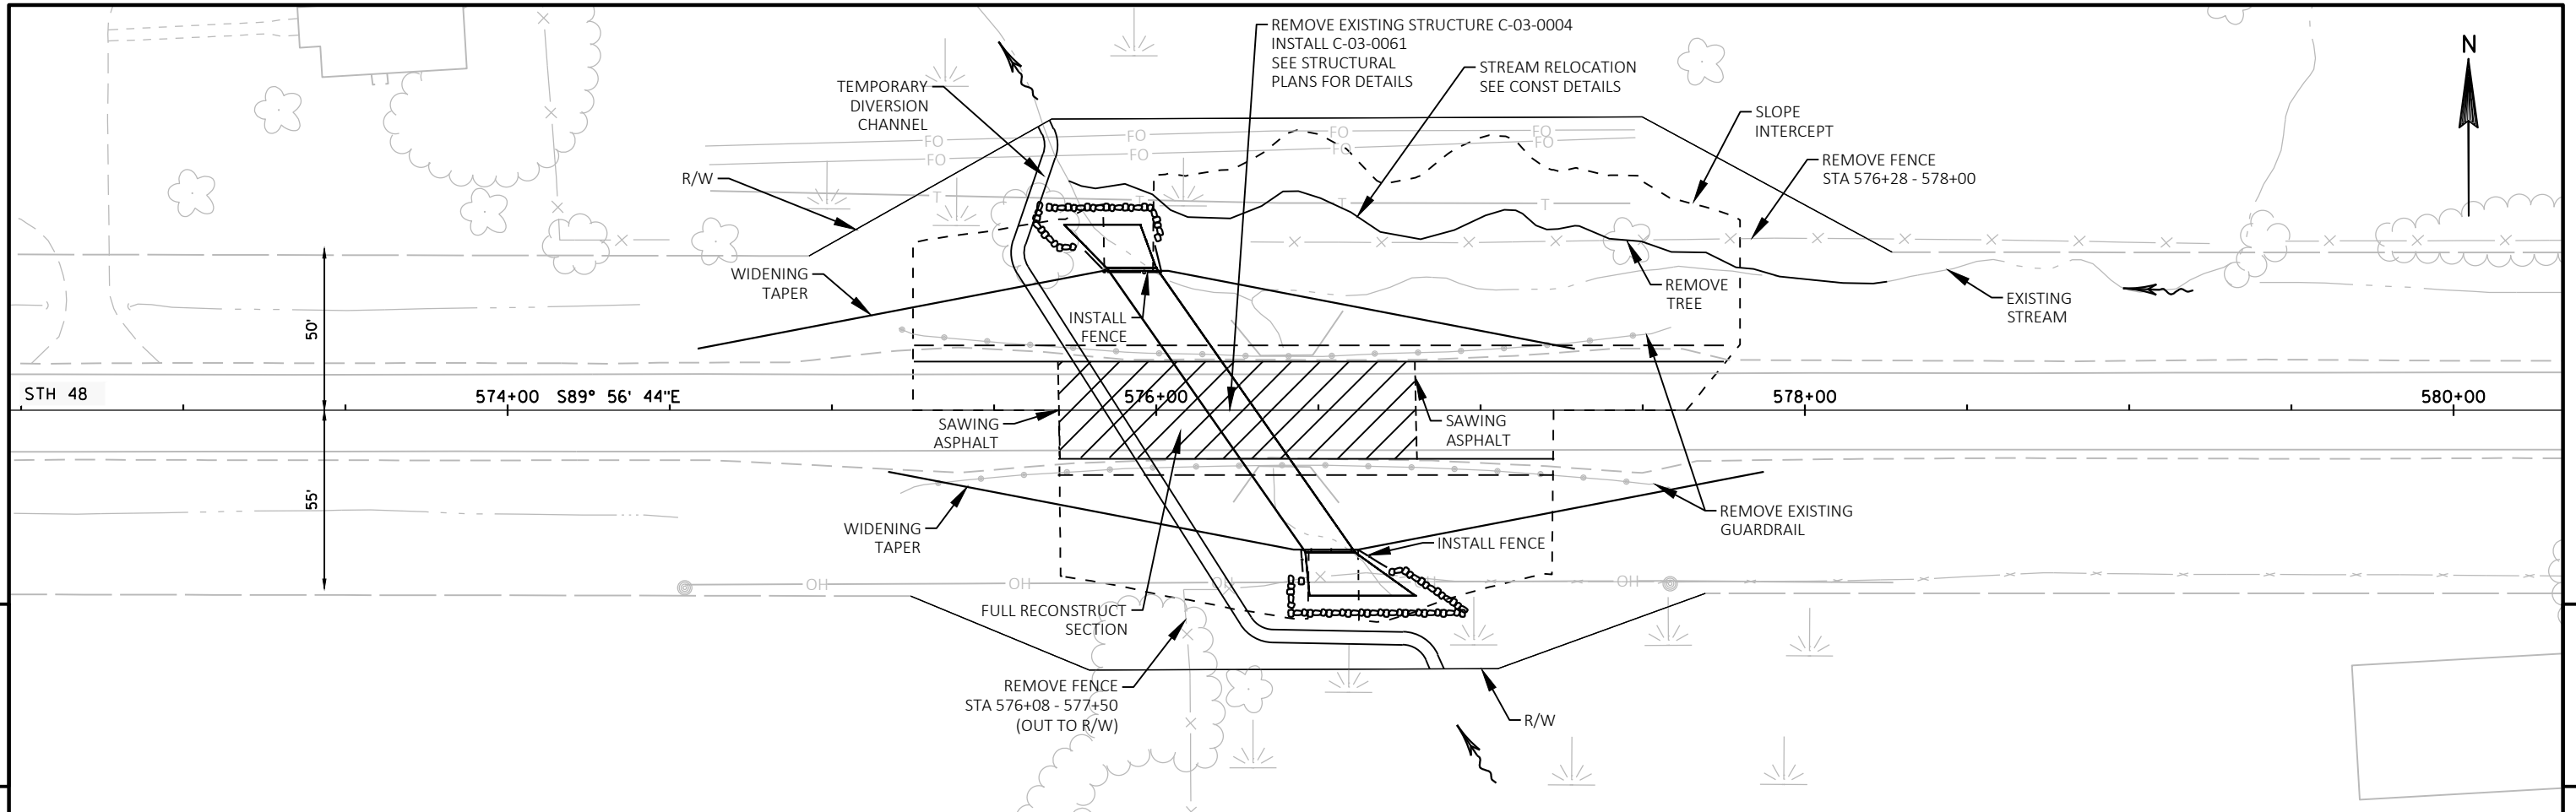 REMOVE EXISTING STRUCTURE C-03-0004
INSTALL C-03-0061
SEE STRUCTURAL
PLANS FOR DETAILS
N
STREAM RELOCATION
SEE CONST DETAILS
TEMPORARY
DIVERSION
CHANNEL
SLOPE
INTERCEPT
REMOVE FENCE
STA 576+28 - 578+00
FO
FO
FO
FO
FO
FO
FO
FO
R/W
T
T
T
T
WIDENING
TAPER
REMOVE
TREE
EXISTING
STREAM
INSTALL
FENCE
50'
STH 48
574+00 S89° 56' 44"E
576+00
578+00
580+00
SAWING
ASPHALT
SAWING
ASPHALT
55'
WIDENING
TAPER
REMOVE EXISTING
GUARDRAIL
INSTALL FENCE
OH
OH
OH
OH
FULL RECONSTRUCT
SECTION
REMOVE FENCE
STA 576+08 - 577+50
(OUT TO R/W)
R/W